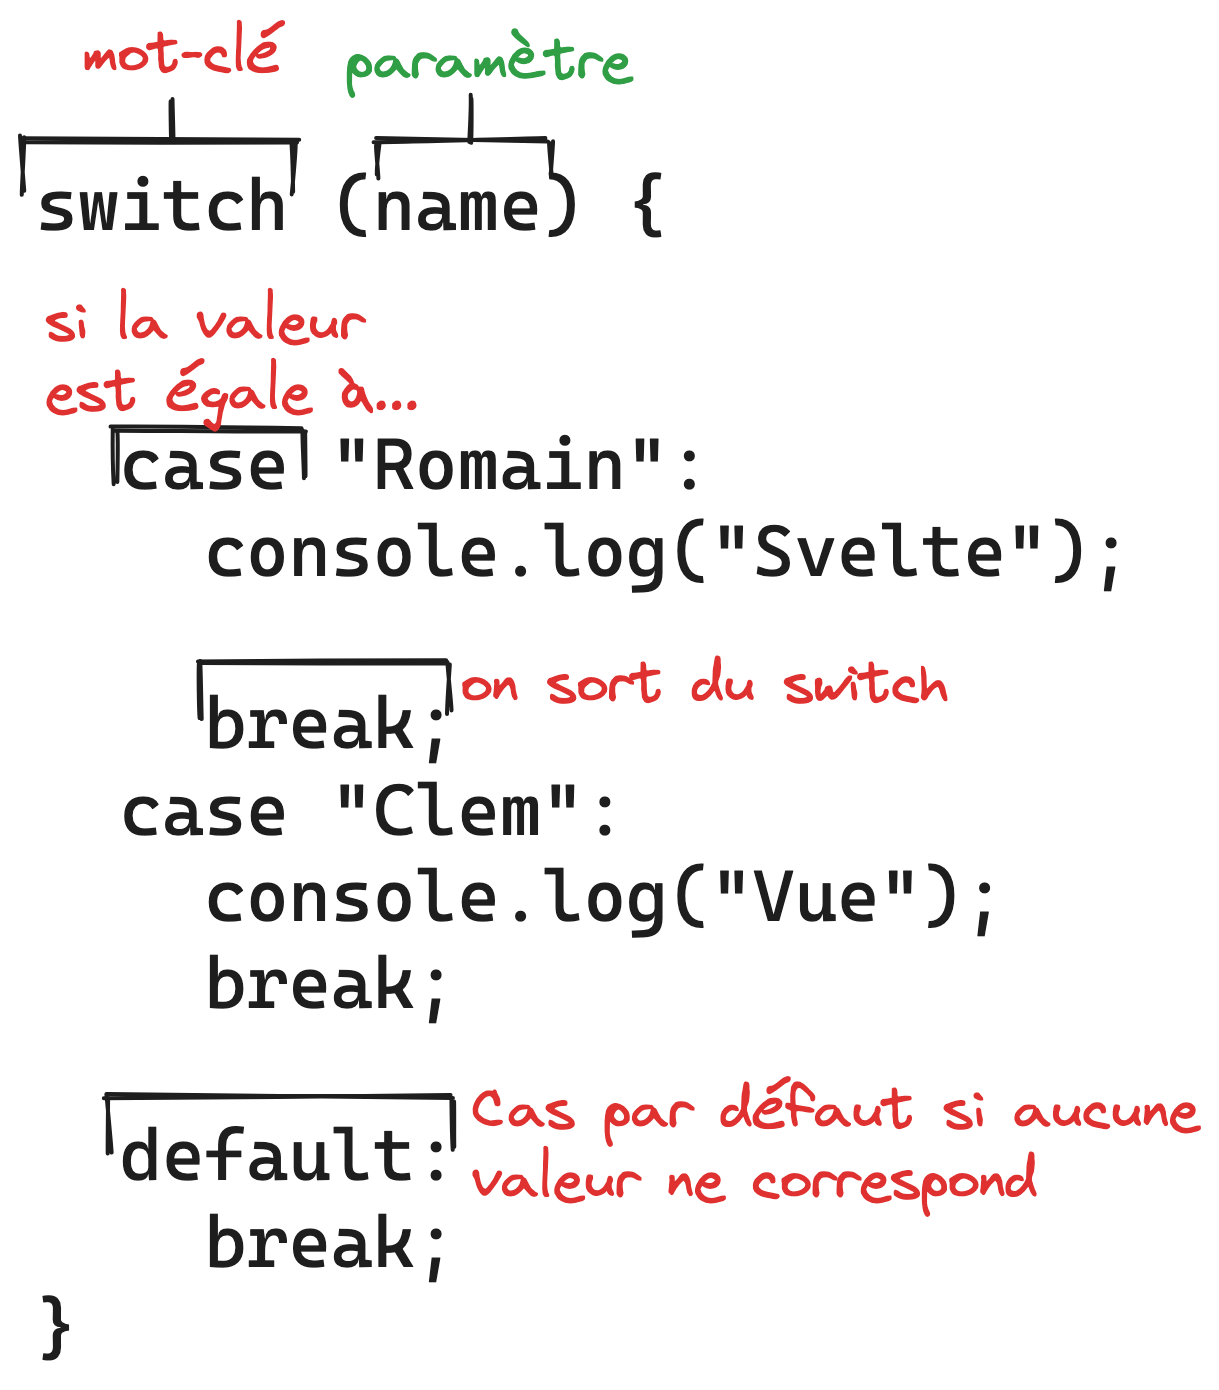 mot-clé paramètre
switch (name) {
si la valeur
est égale à...
case "Romain":
console.log("Svelte");
on sort du switch
break;
case "Clem":
console.log("Vue");
break;
Cas par défaut si aucune
default:
valeur ne correspond
break;
}